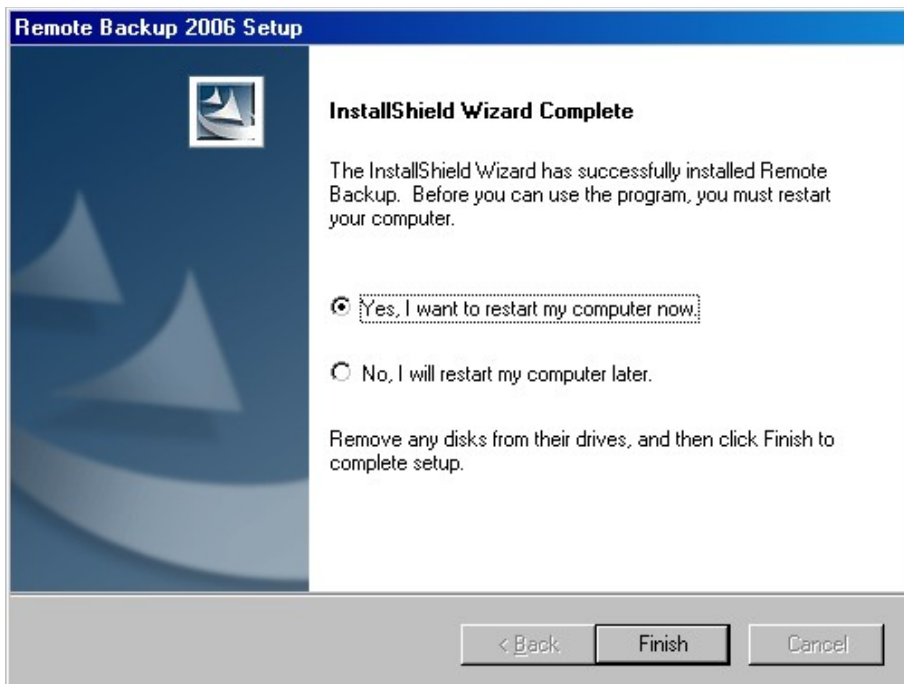 Remote Backup 2006 Setup
InstallShield Wizard Complete
The InstallShield Wizard has successfully installed Remote
Backup.  Before you can use the program, you must restart
your computer.
Yes, I want to restart my computer now.
No, I will restart my computer later.
Remove any disks from their drives, and then click Finish to
complete setup.
< Back Finish Cancel